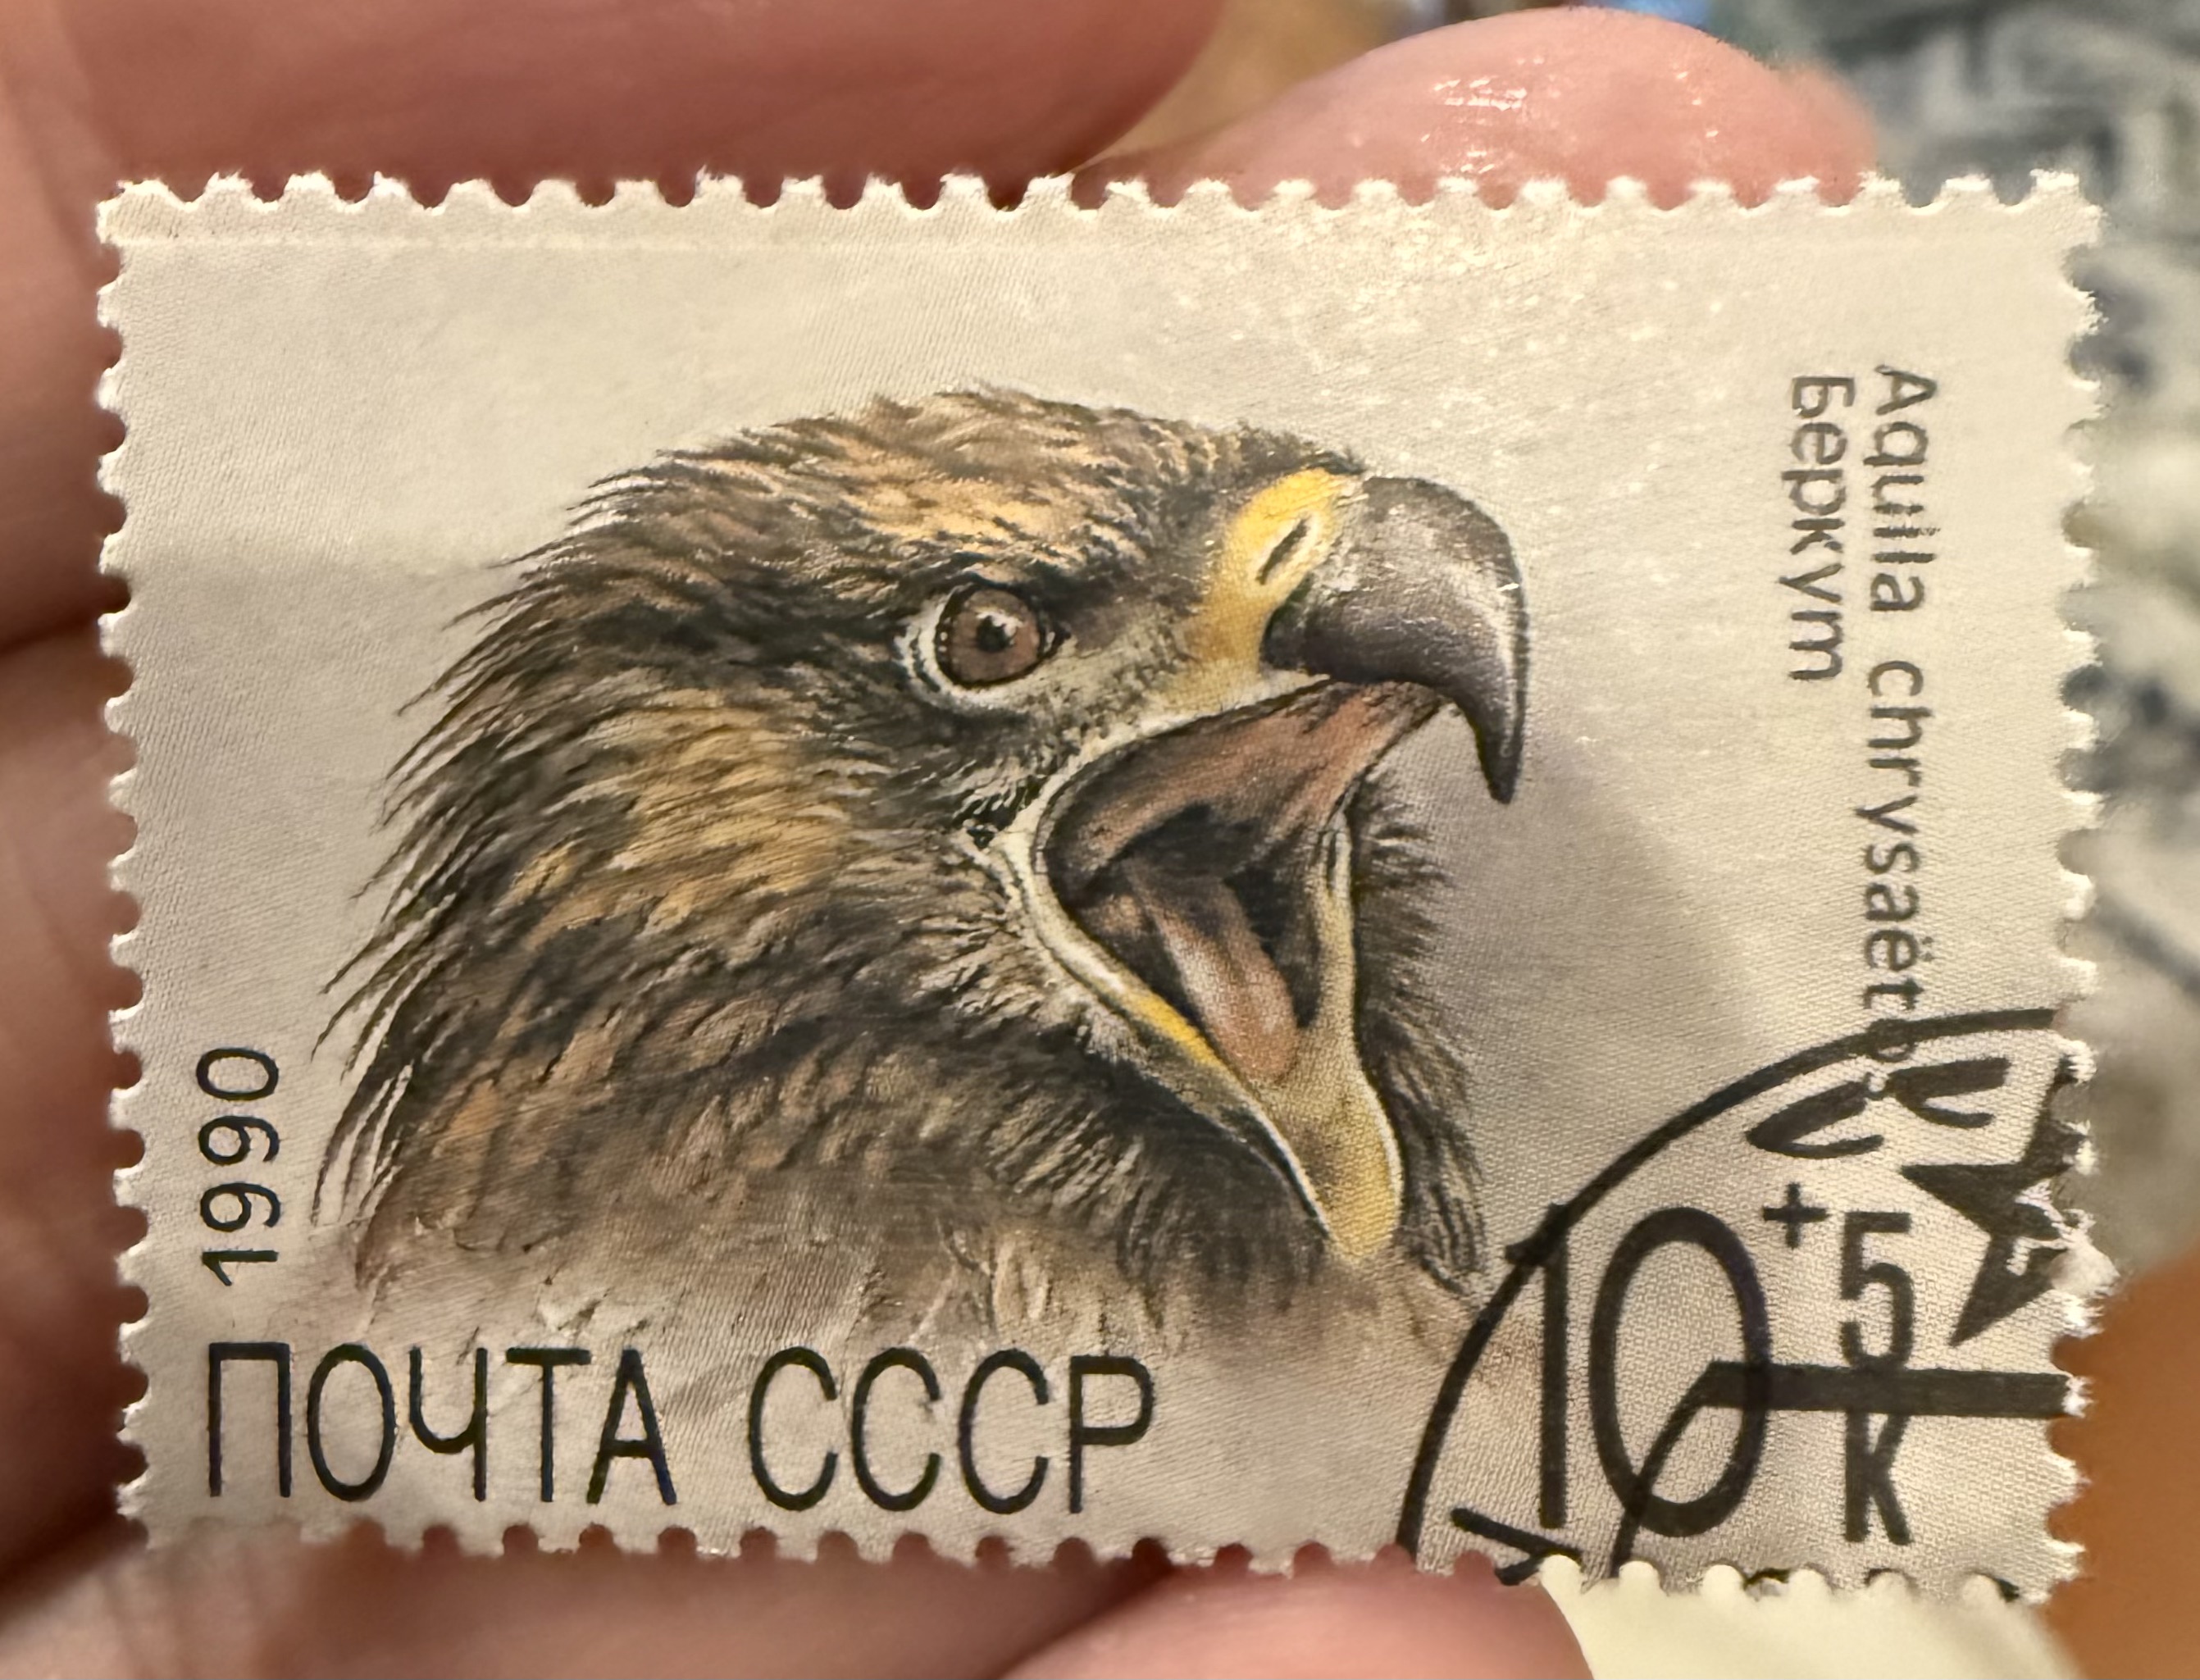 Aquila chrysaëtos
Беркут
1990
10+5
К
ПОЧТА СССР